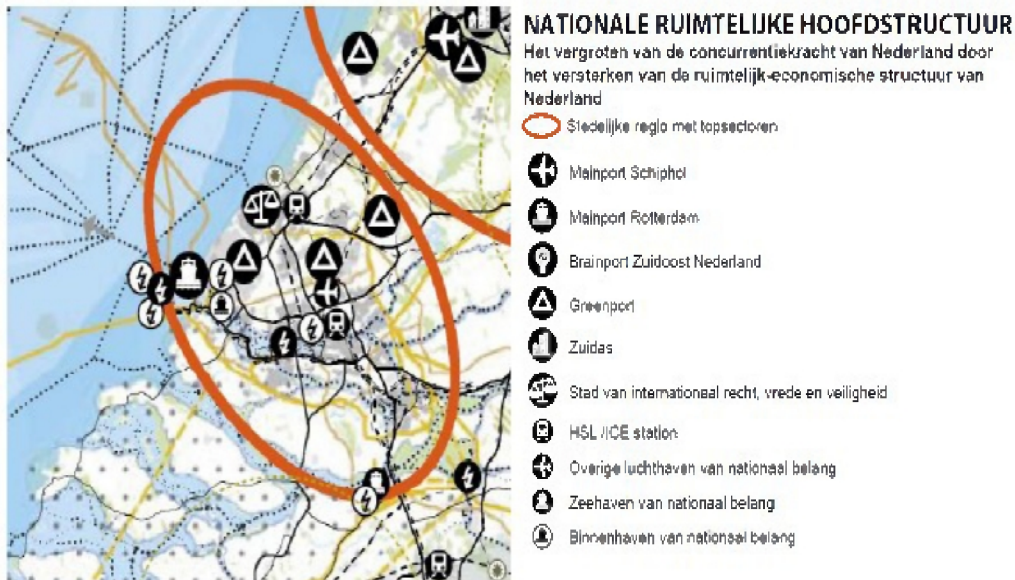 NATIONALE RUIMTELIJKE HOOFDSTRUCTUUR
Het vergroten van de concurrentiekracht van Nederland door
het versterken van de ruimtelijk-economische structuur van
Nederland
Stedelijke regio met topsectoren
Mainport Schiphol
Mainport Rotterdam
Brainport Zuidoost Nederland
Greenport
Zuidas
Stad van internationaal recht, vrede en veiligheid
HSL /ICE station
Overige luchthaven van nationaal belang
Zeehaven van nationaal belang
Binnenhaven van nationaal belang